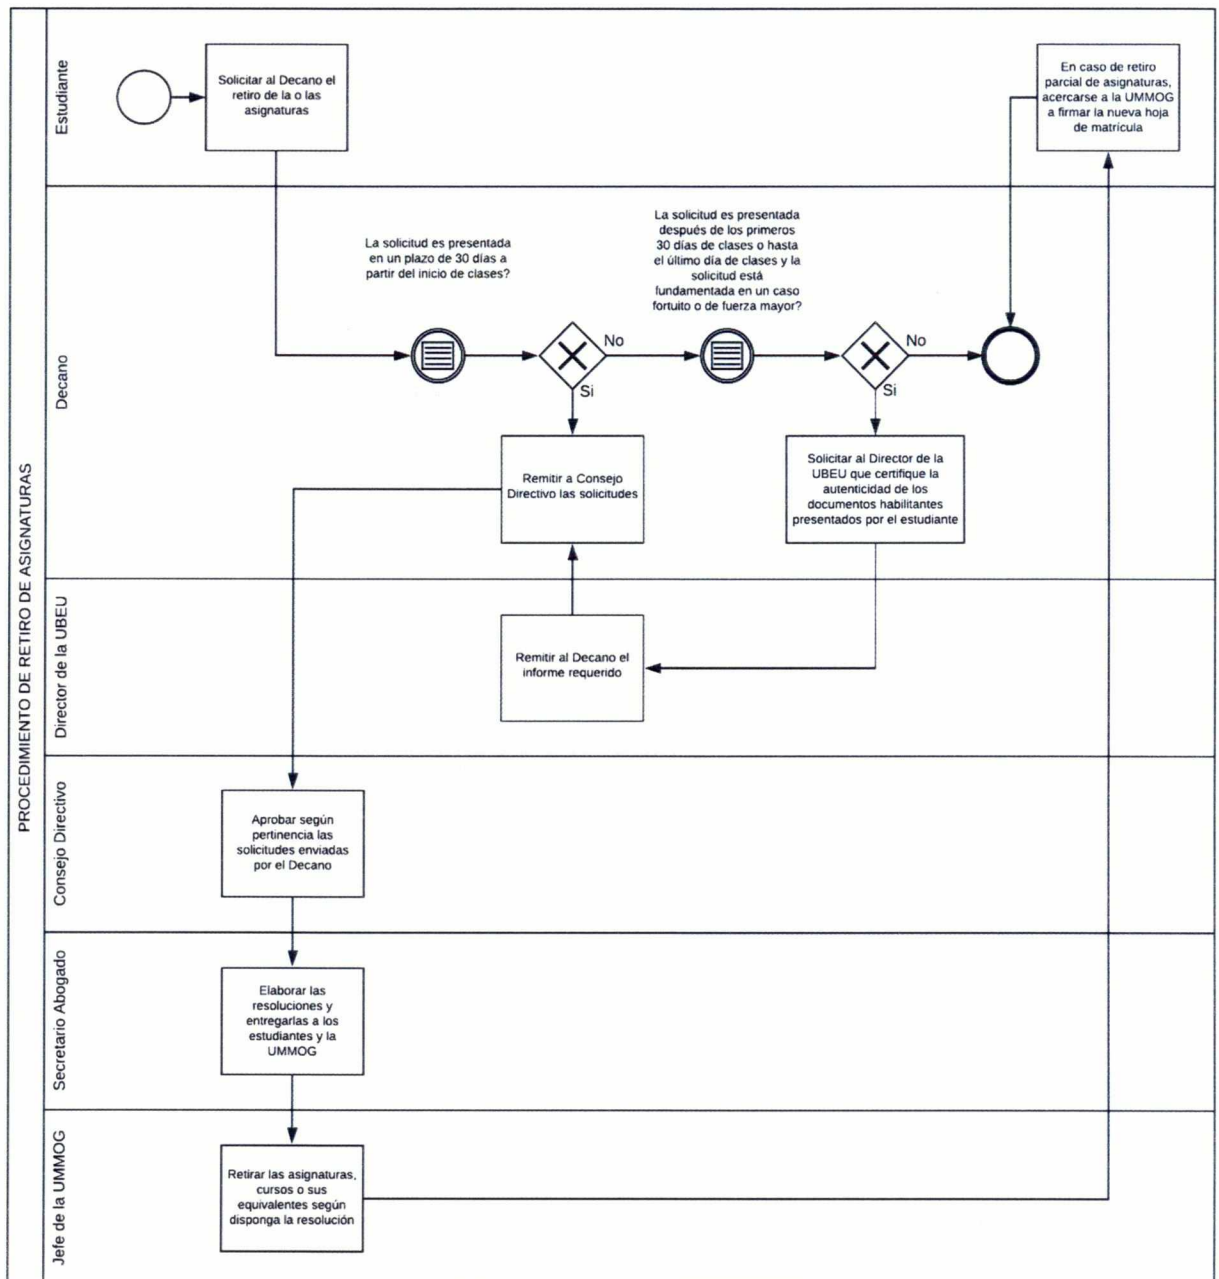 PROCEDIMIENTO DE RETIRO DE ASIGNATURAS
Estudiante
Solicitar al Decano el
retiro de la o las
asignaturas
En caso de retiro
parcial de asignaturas,
acercarse a la UMMOG
a firmar la nueva hoja
de matrícula
Decano
La solicitud es presentada
en un plazo de 30 días a
partir del inicio de clases?
La solicitud es presentada
después de los primeros
30 días de clases o hasta
el último día de clases y la
solicitud está
fundamentada en un caso
fortuito o de fuerza mayor?
No
Si
No
Si
Remitir a Consejo
Directivo las solicitudes
Solicitar al Director de la
UBEU que certifique la
autenticidad de los
documentos habilitantes
presentados por el estudiante
Director de la UBEU
Remitir al Decano el
informe requerido
Consejo Directivo
Aprobar según
pertinencia las
solicitudes enviadas
por el Decano
Secretario Abogado
Elaborar las
resoluciones y
entregarlas a los
estudiantes y la
UMMOG
Jefe de la UMMOG
Retirar las asignaturas,
cursos o sus
equivalentes según
disponga la resolución